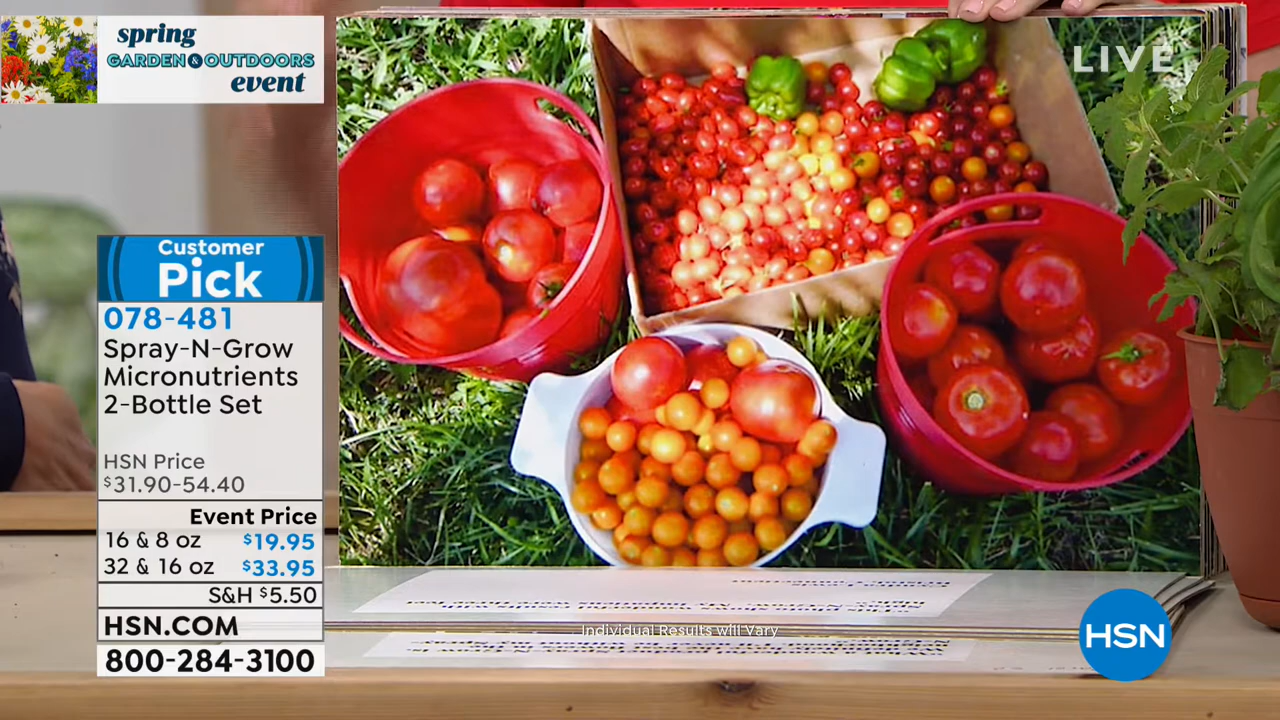 spring
GARDEN & OUTDOORS
event
LIVE
Customer
Pick
078-481
Spray-N-Grow
Micronutrients
2-Bottle Set
HSN Price
$31.90-54.40
Event Price
16 & 8 oz $19.95
32 & 16 oz $33.95
S&H $5.50
HSN.COM
800-284-3100
Individual Results will Vary
HSN